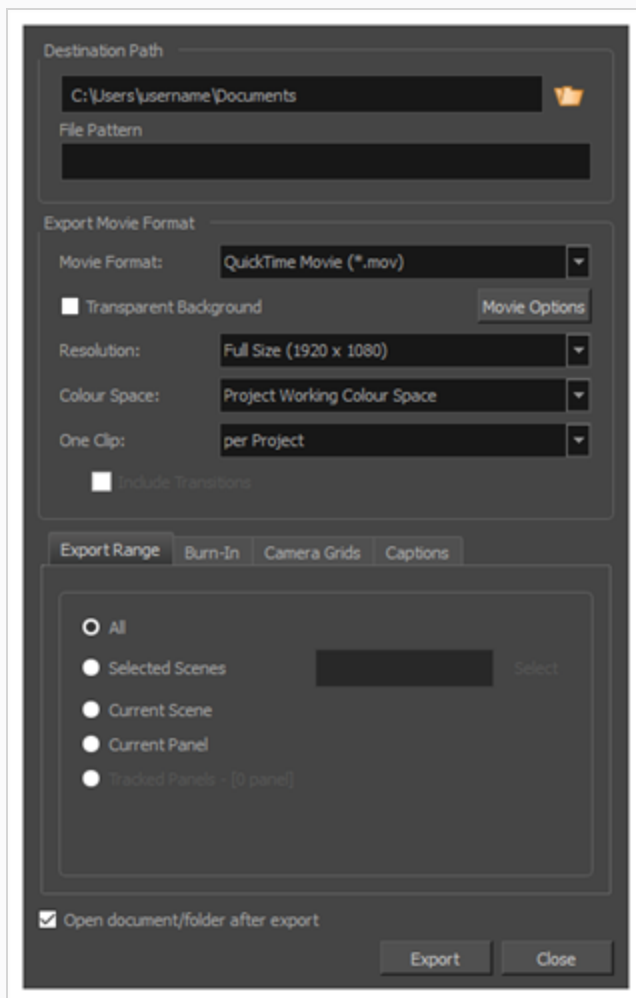 Destination Path
C:\Users\username\Documents
File Pattern
Export Movie Format
Movie Format: QuickTime Movie (*.mov)
Transparent Background Movie Options
Resolution: Full Size (1920 x 1080)
Colour Space: Project Working Colour Space
One Clip: per Project
Include Transitions
Export Range Burn-In Camera Grids Captions
All
Selected Scenes Select
Current Scene
Current Panel
Tracked Panels - [0 panel]
Open document/folder after export
Export Close